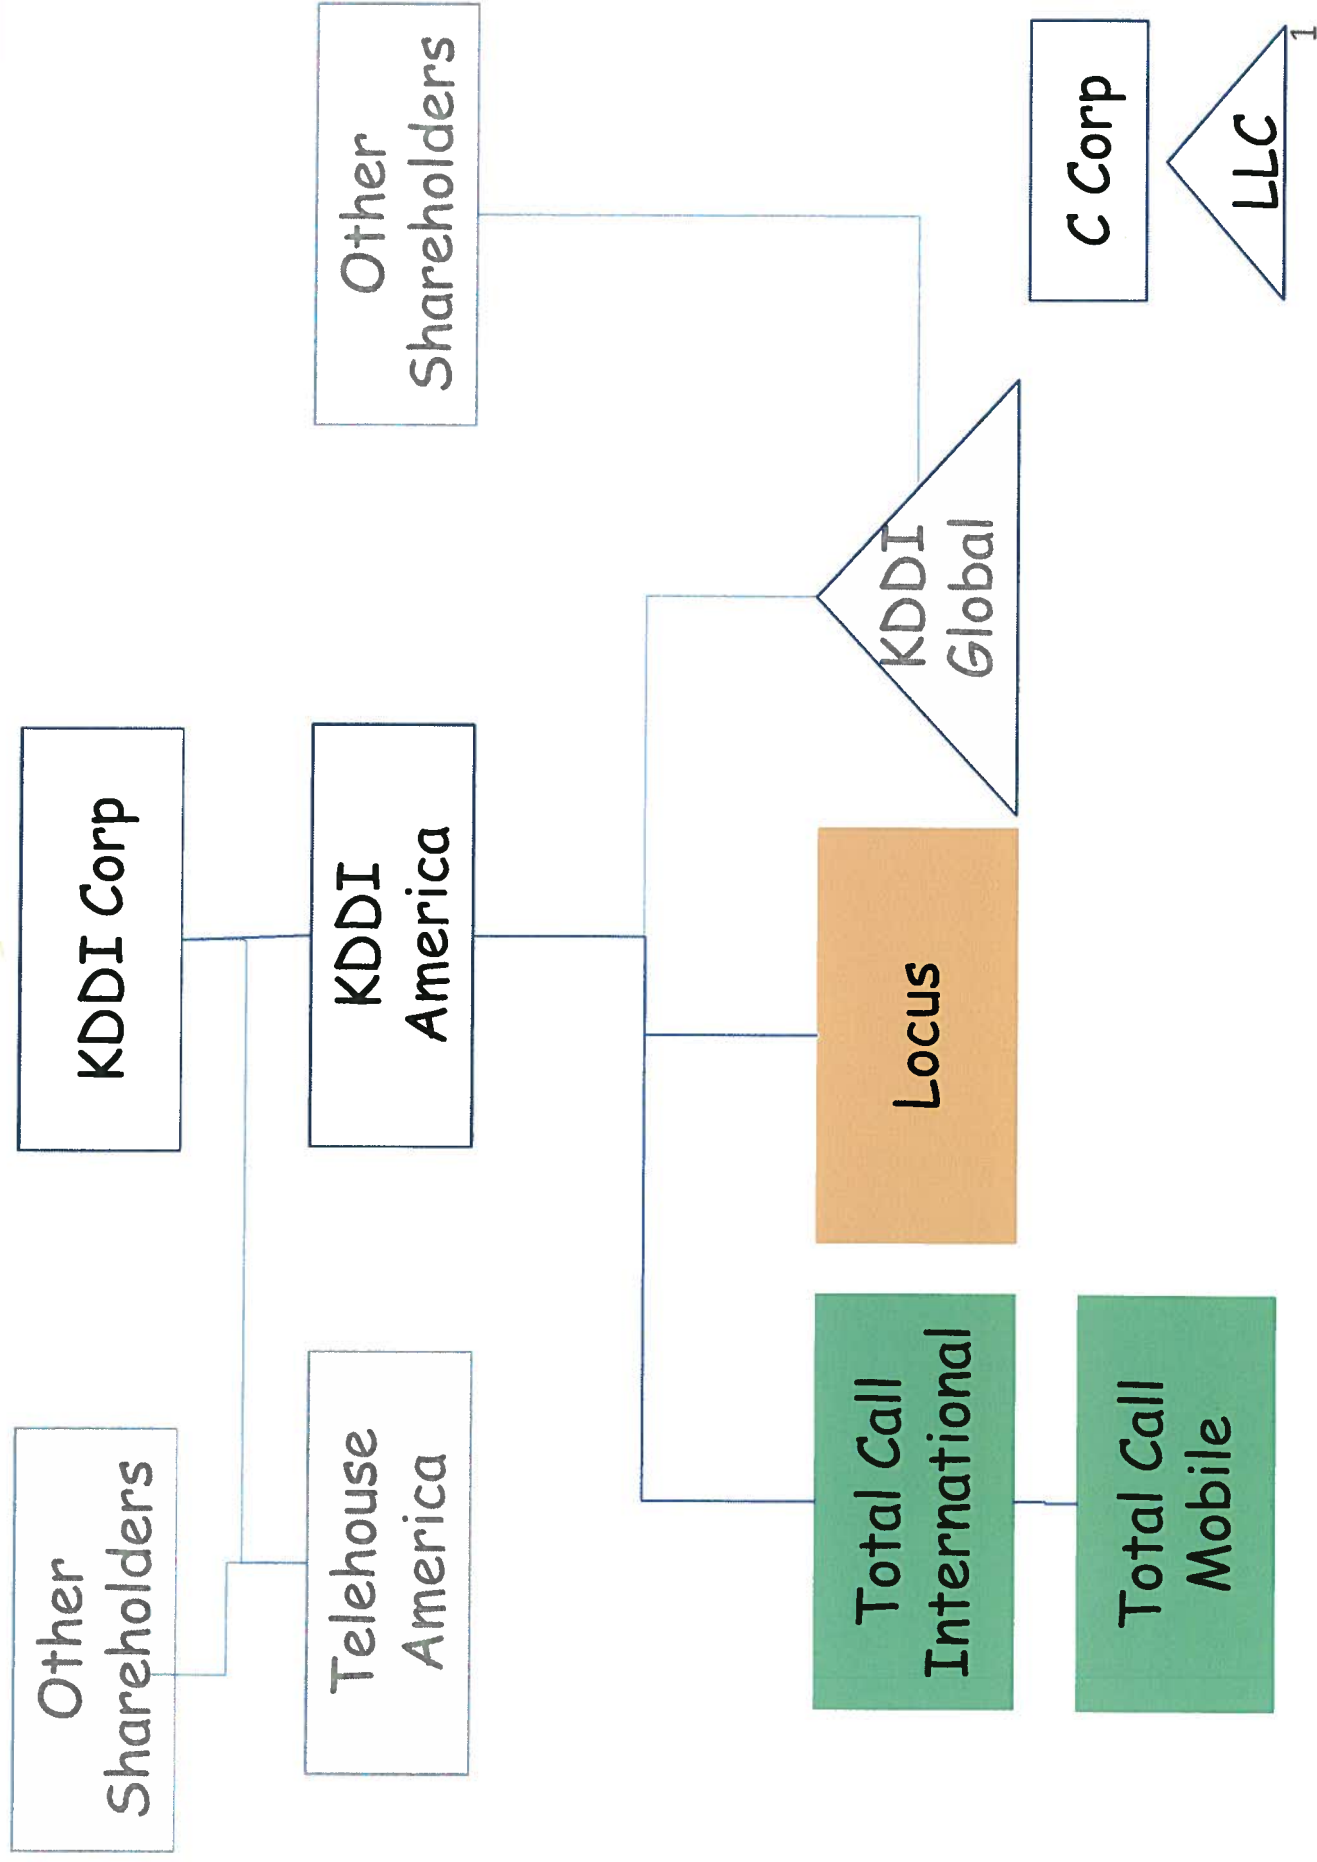 Other
Shareholders
KDDI Corp
Telehouse
America
KDDI
America
Other
Shareholders
Total Call
International
Locus
KDDI
Global
Total Call
Mobile
C Corp
LLC
1